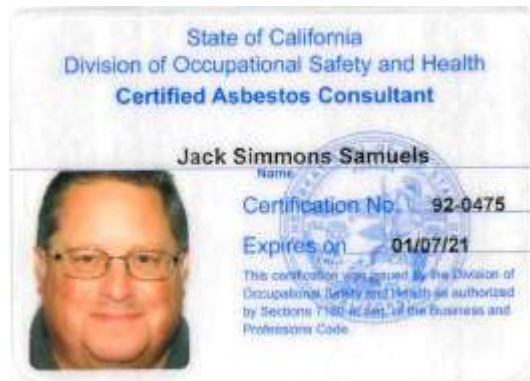 State of California
Division of Occupational Safety and Health
Certified Asbestos Consultant
Jack Simmons Samuels
Name
Certification No. 92-0475
Expires on 01/07/21
This certification was issued by the Division of
Occupational Safety and Health as authorized
by Sections 7180 et seq. of the Business and
Professions Code.